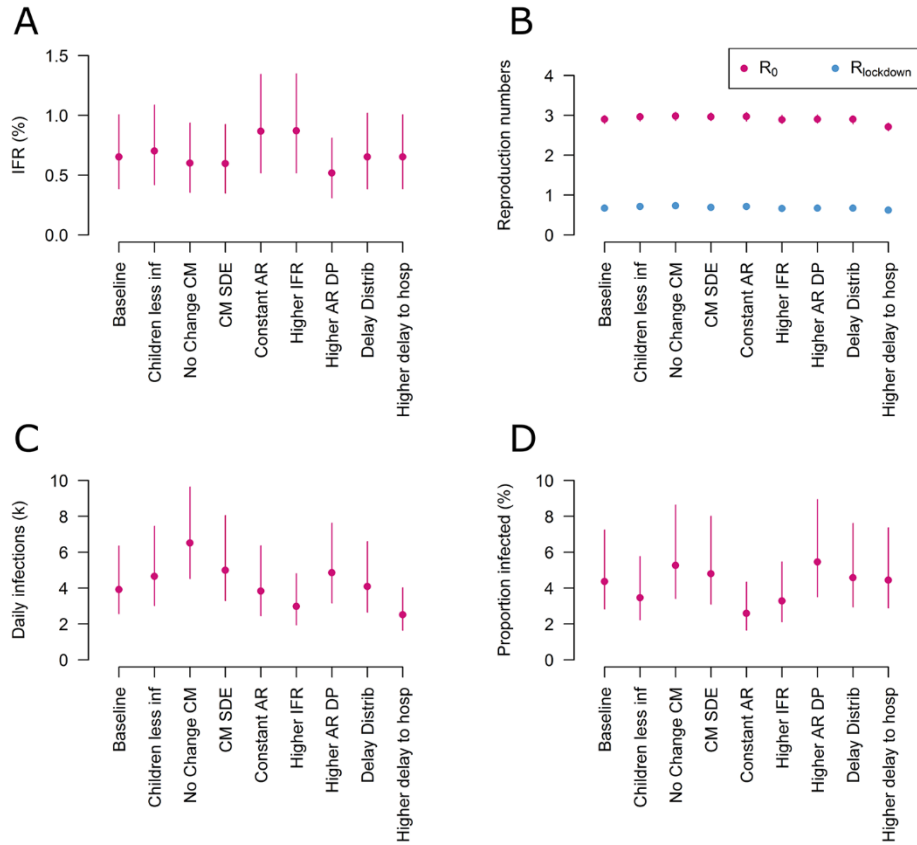 A
IFR (%)
1.5
1.0
0.5
0.0
Baseline
Children less inf
No Change CM
CM SDE
Constant AR
Higher IFR
Higher AR DP
Delay Distrib
Higher delay to hosp
B
R0
Rlockdown
Reproduction numbers
4
3
2
1
0
Baseline
Children less inf
No Change CM
CM SDE
Constant AR
Higher IFR
Higher AR DP
Delay Distrib
Higher delay to hosp
C
Daily infections (k)
10
8
6
4
2
0
Baseline
Children less inf
No Change CM
CM SDE
Constant AR
Higher IFR
Higher AR DP
Delay Distrib
Higher delay to hosp
D
Proportion infected (%)
10
8
6
4
2
0
Baseline
Children less inf
No Change CM
CM SDE
Constant AR
Higher IFR
Higher AR DP
Delay Distrib
Higher delay to hosp